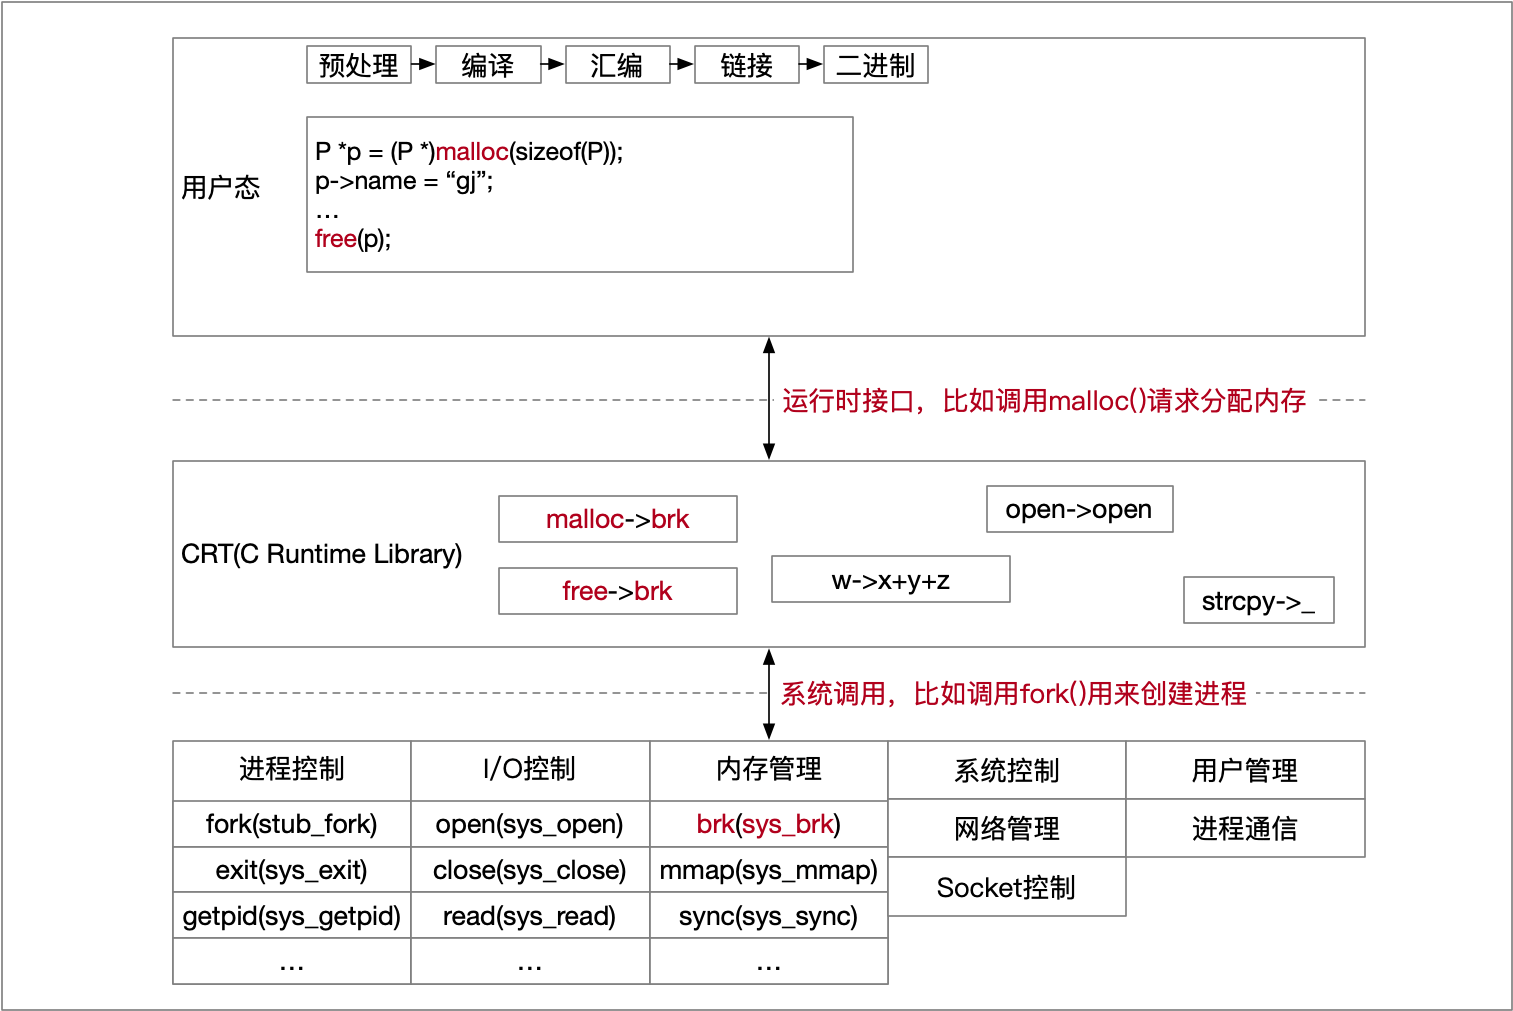 预处理
编译
汇编
链接
二进制
用户态
P *p = (P *)malloc(sizeof(P));
p->name = “gj”;
...
free(p);
运行时接口，比如调用malloc()请求分配内存
CRT(C Runtime Library)
malloc->brk
free->brk
w->x+y+z
open->open
strcpy->_
系统调用，比如调用fork()用来创建进程
进程控制
I/O控制
内存管理
系统控制
用户管理
fork(stub_fork)
open(sys_open)
brk(sys_brk)
网络管理
进程通信
exit(sys_exit)
close(sys_close)
mmap(sys_mmap)
Socket控制
getpid(sys_getpid)
read(sys_read)
sync(sys_sync)
...
...
...